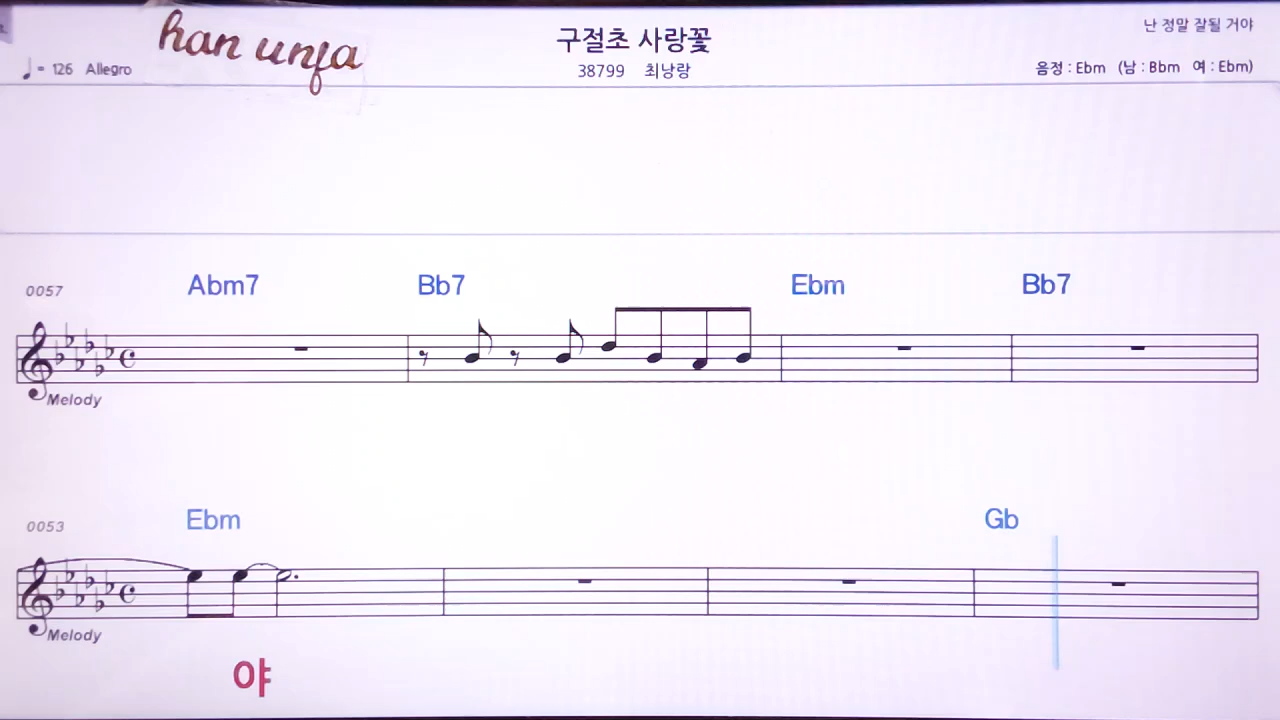 han unja
구절초 사랑꽃
난 정말 잘될 거야
♩= 126 Allegro
38799 최낭랑
음정 : Ebm (남 : Bbm 여 : Ebm)
0057
Abm7 Bb7 Ebm Bb7
Melody
0053
Ebm Gb
Melody
야